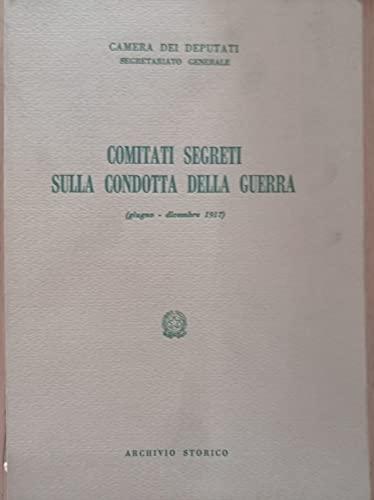 CAMERA DEI DEPUTATI
SEGRETARIATO GENERALE
COMITATI SEGRETI
SULLA CONDOTTA DELLA GUERRA
(giugno - dicembre 1917)
ARCHIVIO STORICO